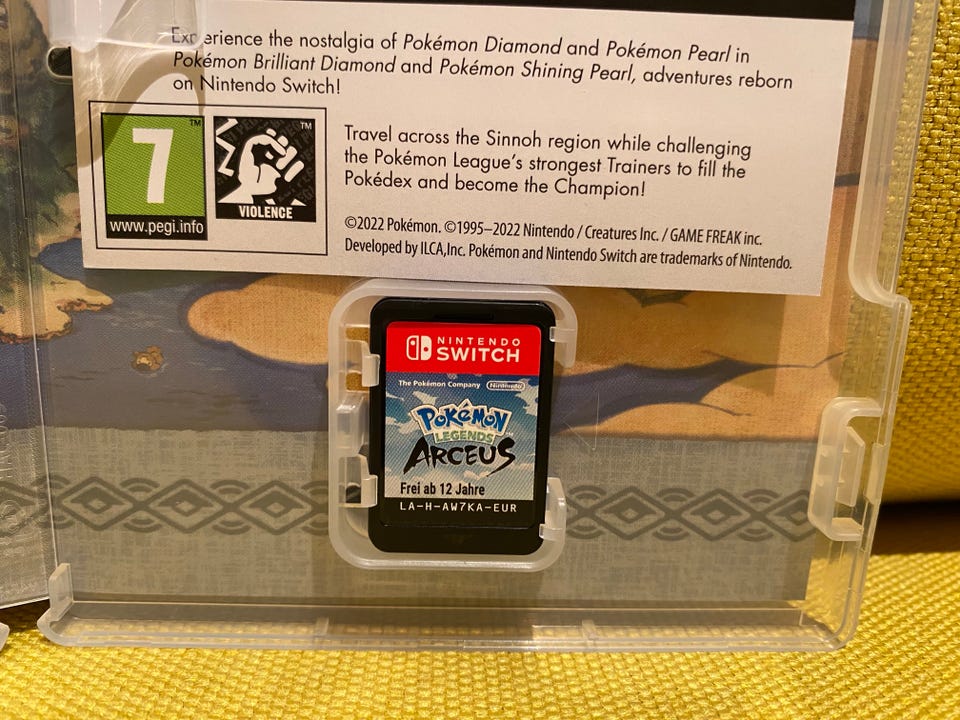 Experience the nostalgia of Pokémon Diamond and Pokémon Pearl in
Pokémon Brilliant Diamond and Pokémon Shining Pearl, adventures reborn
on Nintendo Switch!
7
TM
TM
VIOLENCE
www.pegi.info
Travel across the Sinnoh region while challenging
the Pokémon League's strongest Trainers to fill the
Pokédex and become the Champion!
©2022 Pokémon. ©1995–2022 Nintendo / Creatures Inc. / GAME FREAK inc.
Developed by ILCA,Inc. Pokémon and Nintendo Switch are trademarks of Nintendo.
NINTENDO
SWITCH
The Pokémon Company Nintendo
POKÉMON
LEGENDS
ARCEUS
Frei ab 12 Jahre
LA-H-AW7KA-EUR